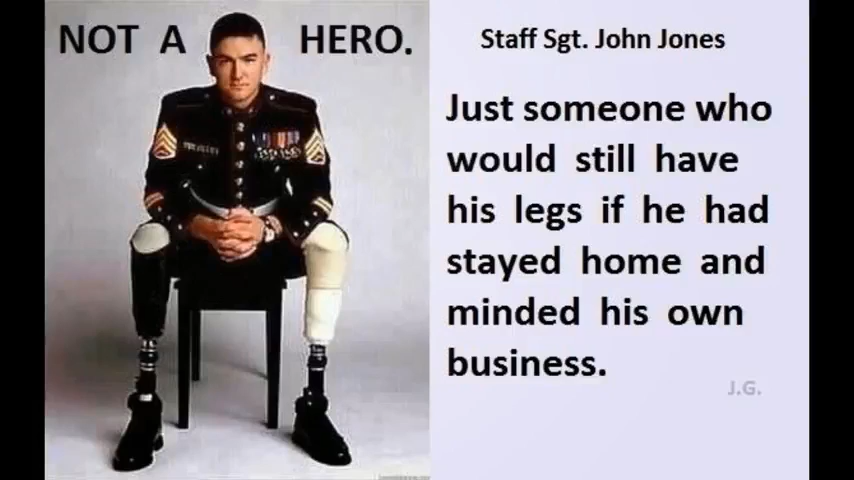 NOT A HERO.
Staff Sgt. John Jones
Just someone who
would still have
his legs if he had
stayed home and
minded his own
business.
J.G.